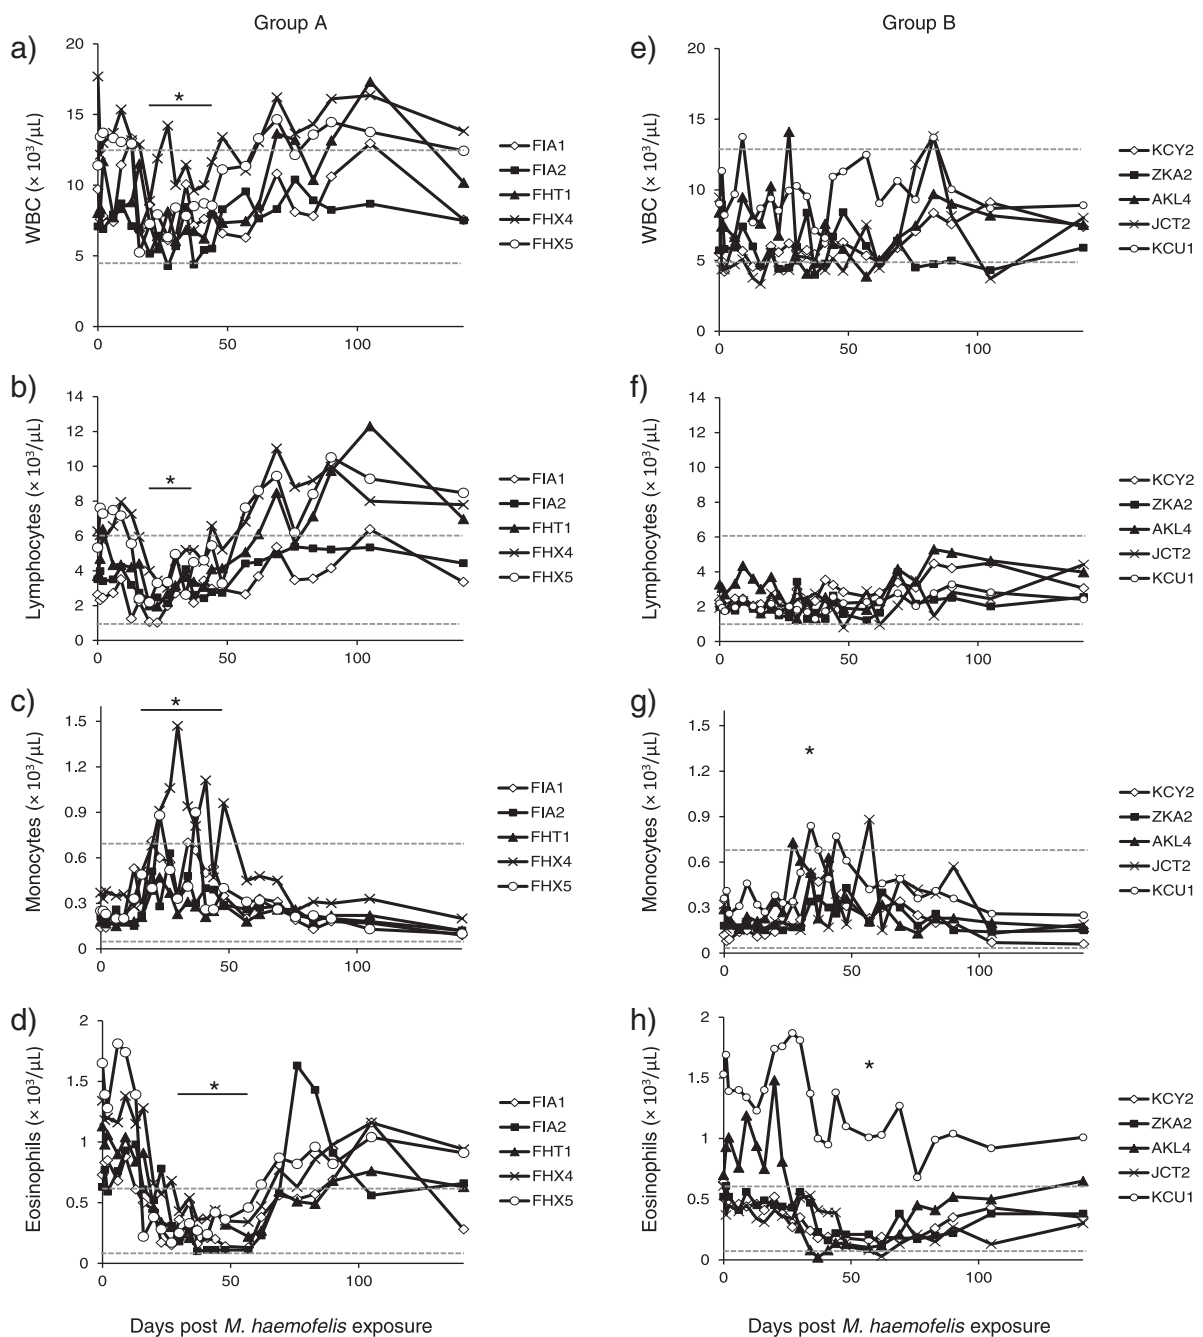 Group A
Group B
a)
WBC (× 10³/µL)
20
15
10
5
0
0
50
100
*
FIA1
FIA2
FHT1
FHX4
FHX5
e)
WBC (× 10³/µL)
20
15
10
5
0
0
50
100
KCY2
ZKA2
AKL4
JCT2
KCU1
b)
Lymphocytes (× 10³/µL)
14
12
10
8
6
4
2
0
0
50
100
*
FIA1
FIA2
FHT1
FHX4
FHX5
f)
Lymphocytes (× 10³/µL)
14
12
10
8
6
4
2
0
0
50
100
KCY2
ZKA2
AKL4
JCT2
KCU1
c)
Monocytes (× 10³/µL)
1.5
1.2
0.9
0.6
0.3
0
0
50
100
*
FIA1
FIA2
FHT1
FHX4
FHX5
g)
Monocytes (× 10³/µL)
1.5
1.2
0.9
0.6
0.3
0
0
50
100
*
KCY2
ZKA2
AKL4
JCT2
KCU1
d)
Eosinophils (× 10³/µL)
2
1.5
1
0.5
0
0
50
100
*
FIA1
FIA2
FHT1
FHX4
FHX5
h)
Eosinophils (× 10³/µL)
2
1.5
1
0.5
0
0
50
100
*
KCY2
ZKA2
AKL4
JCT2
KCU1
Days post M. haemofelis exposure
Days post M. haemofelis exposure